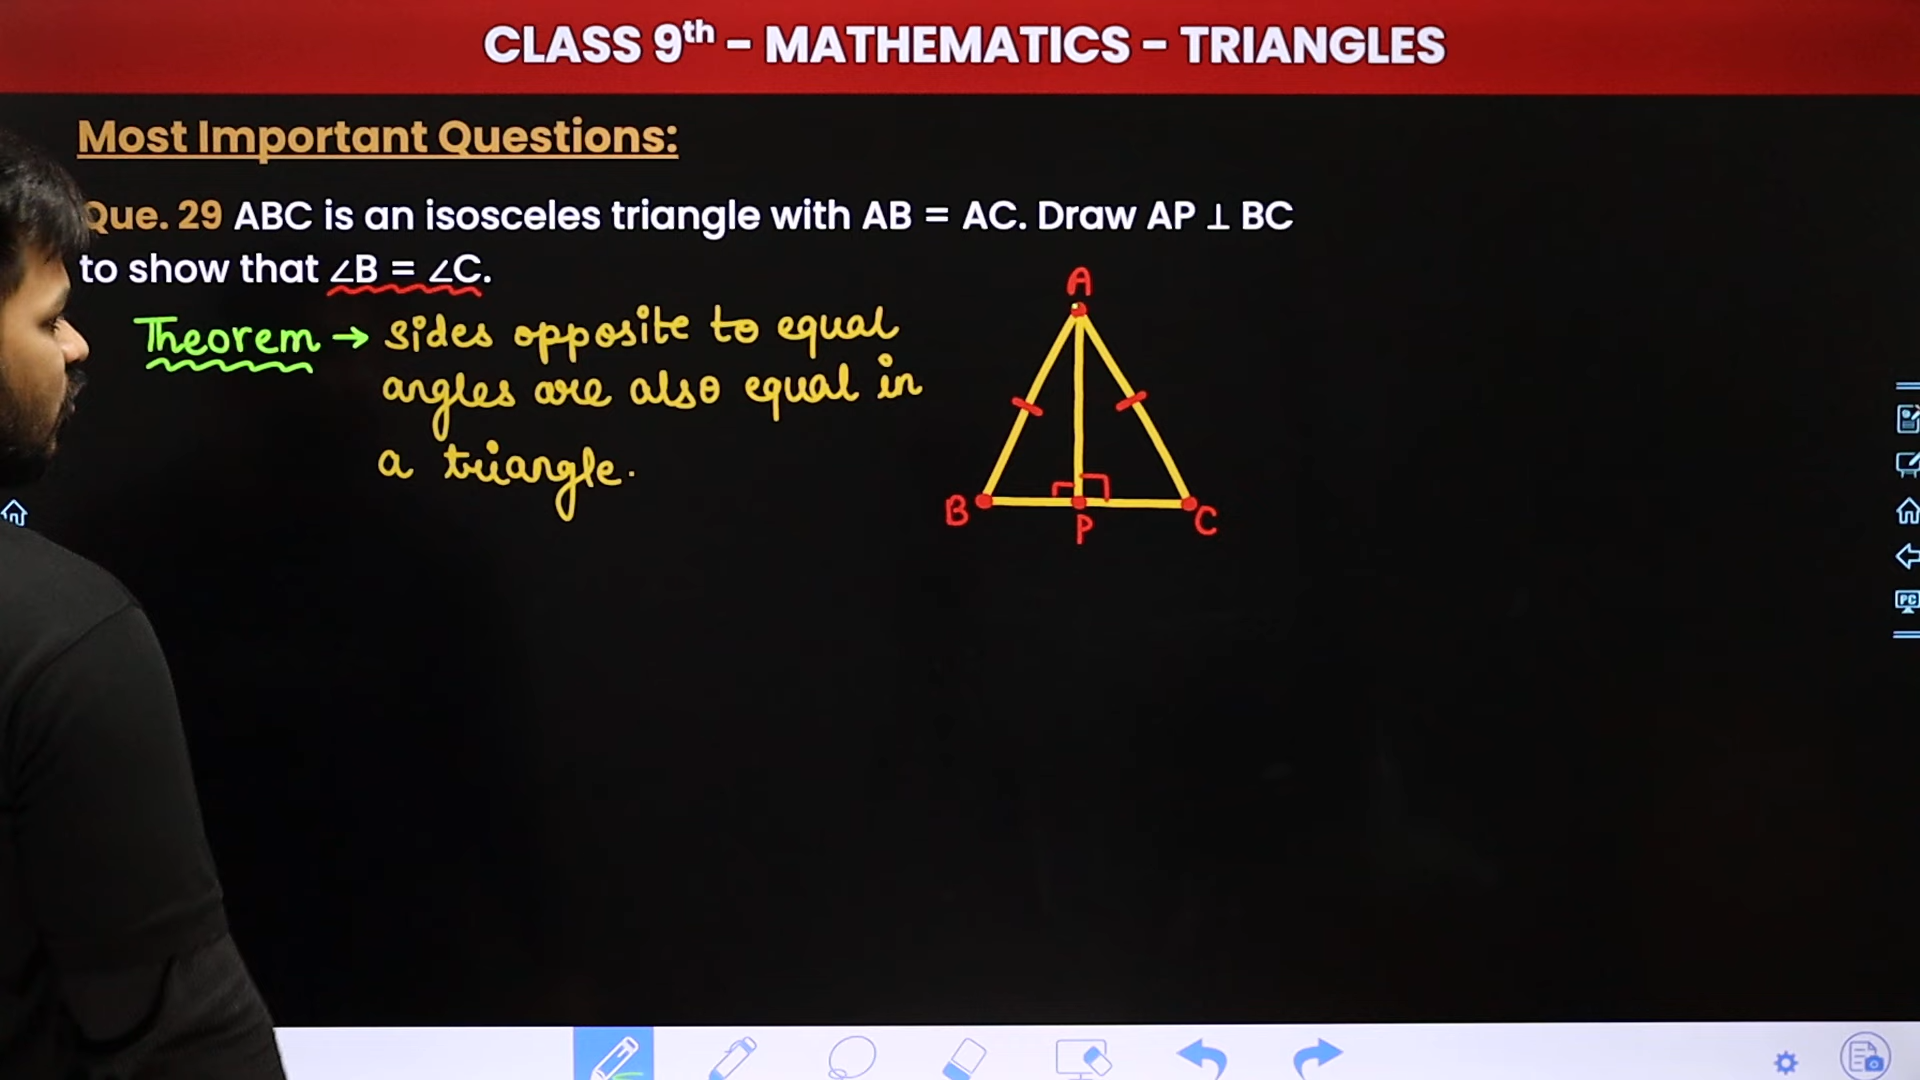 CLASS 9th – MATHEMATICS – TRIANGLES
Most Important Questions:
Que. 29 ABC is an isosceles triangle with AB = AC. Draw AP ⊥ BC
to show that ∠B = ∠C.
Theorem → sides opposite to equal
angles are also equal in
a triangle.
A
B
P
C
PC